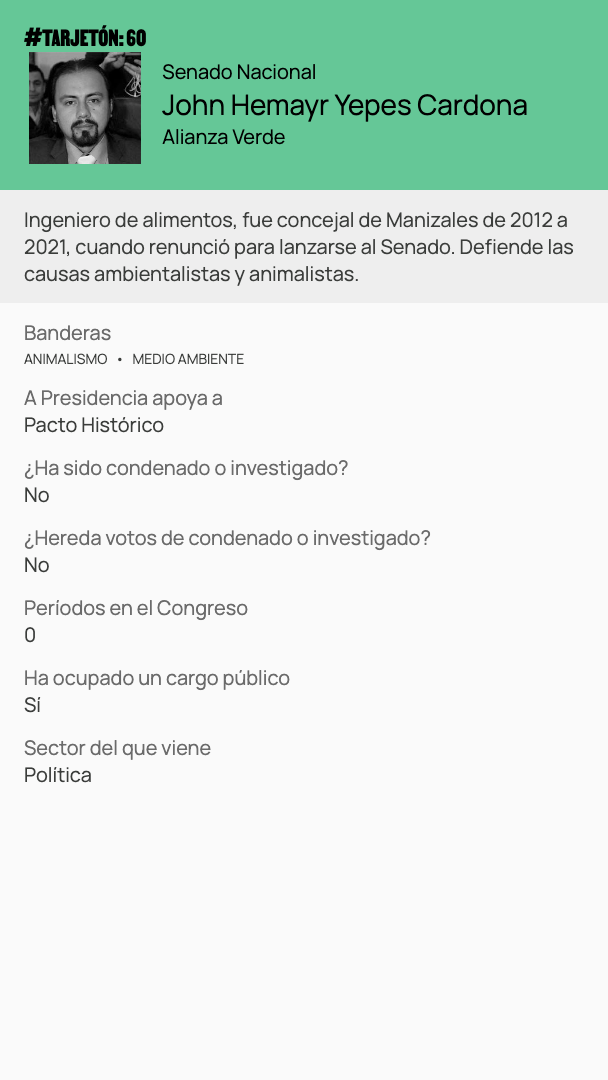 #TARJETÓN: 60
Senado Nacional
John Hemayr Yepes Cardona
Alianza Verde
Ingeniero de alimentos, fue concejal de Manizales de 2012 a
2021, cuando renunció para lanzarse al Senado. Defiende las
causas ambientalistas y animalistas.
Banderas
ANIMALISMO • MEDIO AMBIENTE
A Presidencia apoya a
Pacto Histórico
¿Ha sido condenado o investigado?
No
¿Hereda votos de condenado o investigado?
No
Períodos en el Congreso
0
Ha ocupado un cargo público
Sí
Sector del que viene
Política